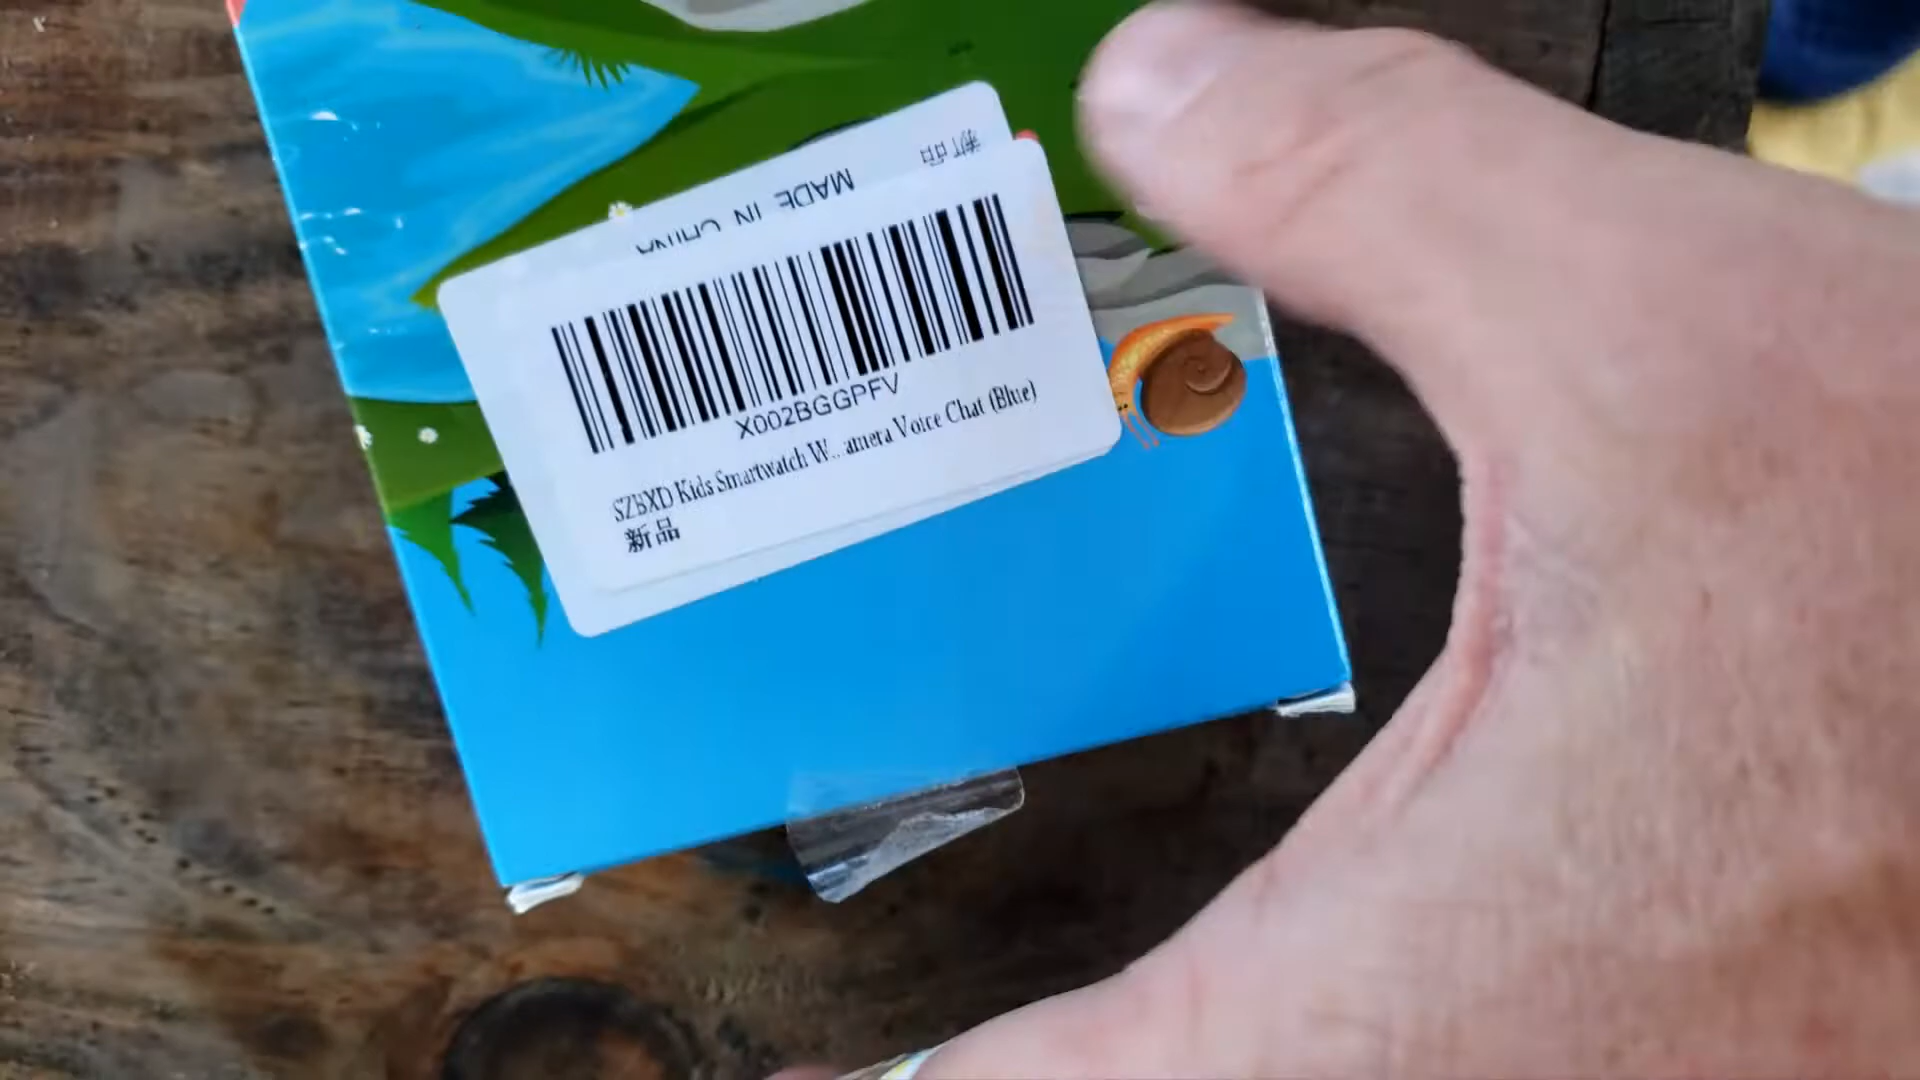 新品
MADE IN CHINA
X002BGGPFV
SZBXD Kids Smartwatch W...amera Voice Chat (Blue)
新品